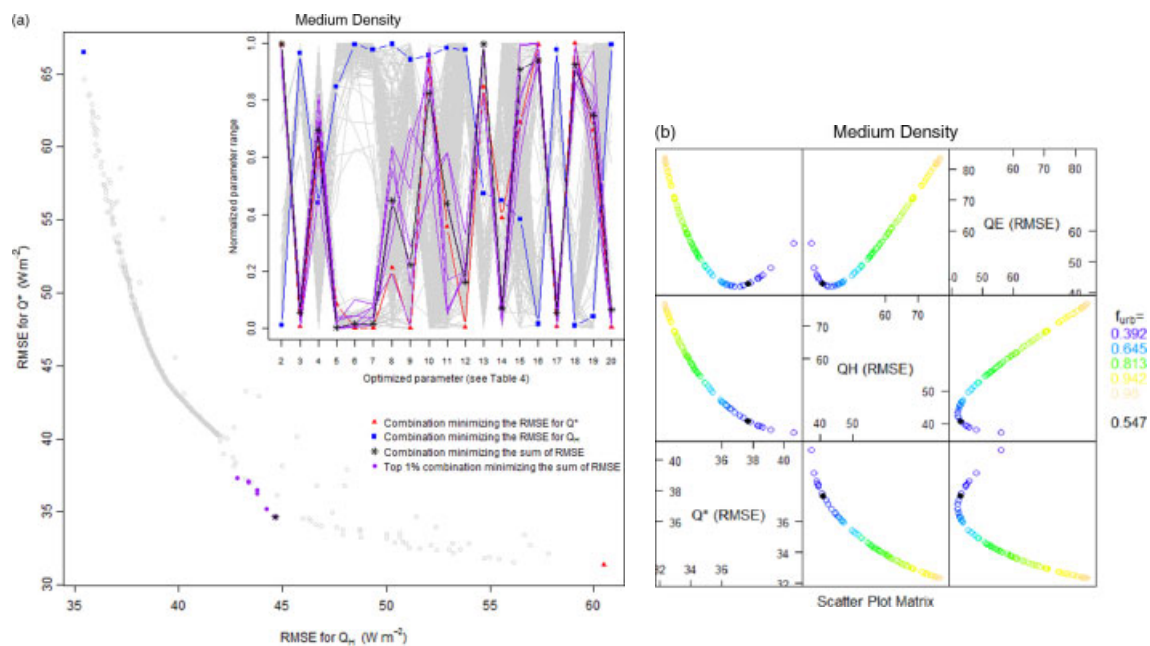 (a)
Medium Density
RMSE for Q* (W m⁻²)
65
60
55
50
45
40
35
30
35
40
45
50
55
60
RMSE for Q_H (W m⁻²)
Normalized parameter range
1.0
0.8
0.6
0.4
0.2
0.0
2 3 4 5 6 7 8 9 10 11 12 13 14 15 16 17 18 19 20
Optimized parameter (see Table 4)
Combination minimizing the RMSE for Q*
Combination minimizing the RMSE for Q_H
Combination minimizing the sum of RMSE
Top 1% combination minimizing the sum of RMSE
(b)
Medium Density
50 60 70 80
80
70
60
50
40
QE (RMSE)
40 50 60
50 60 70
70
60
QH (RMSE)
50
40
40 50
36 38 40
40
38
36
Q* (RMSE)
36
34
32
32 34 36
f_urb=
0.392
0.645
0.813
0.942
0.98
0.547
Scatter Plot Matrix